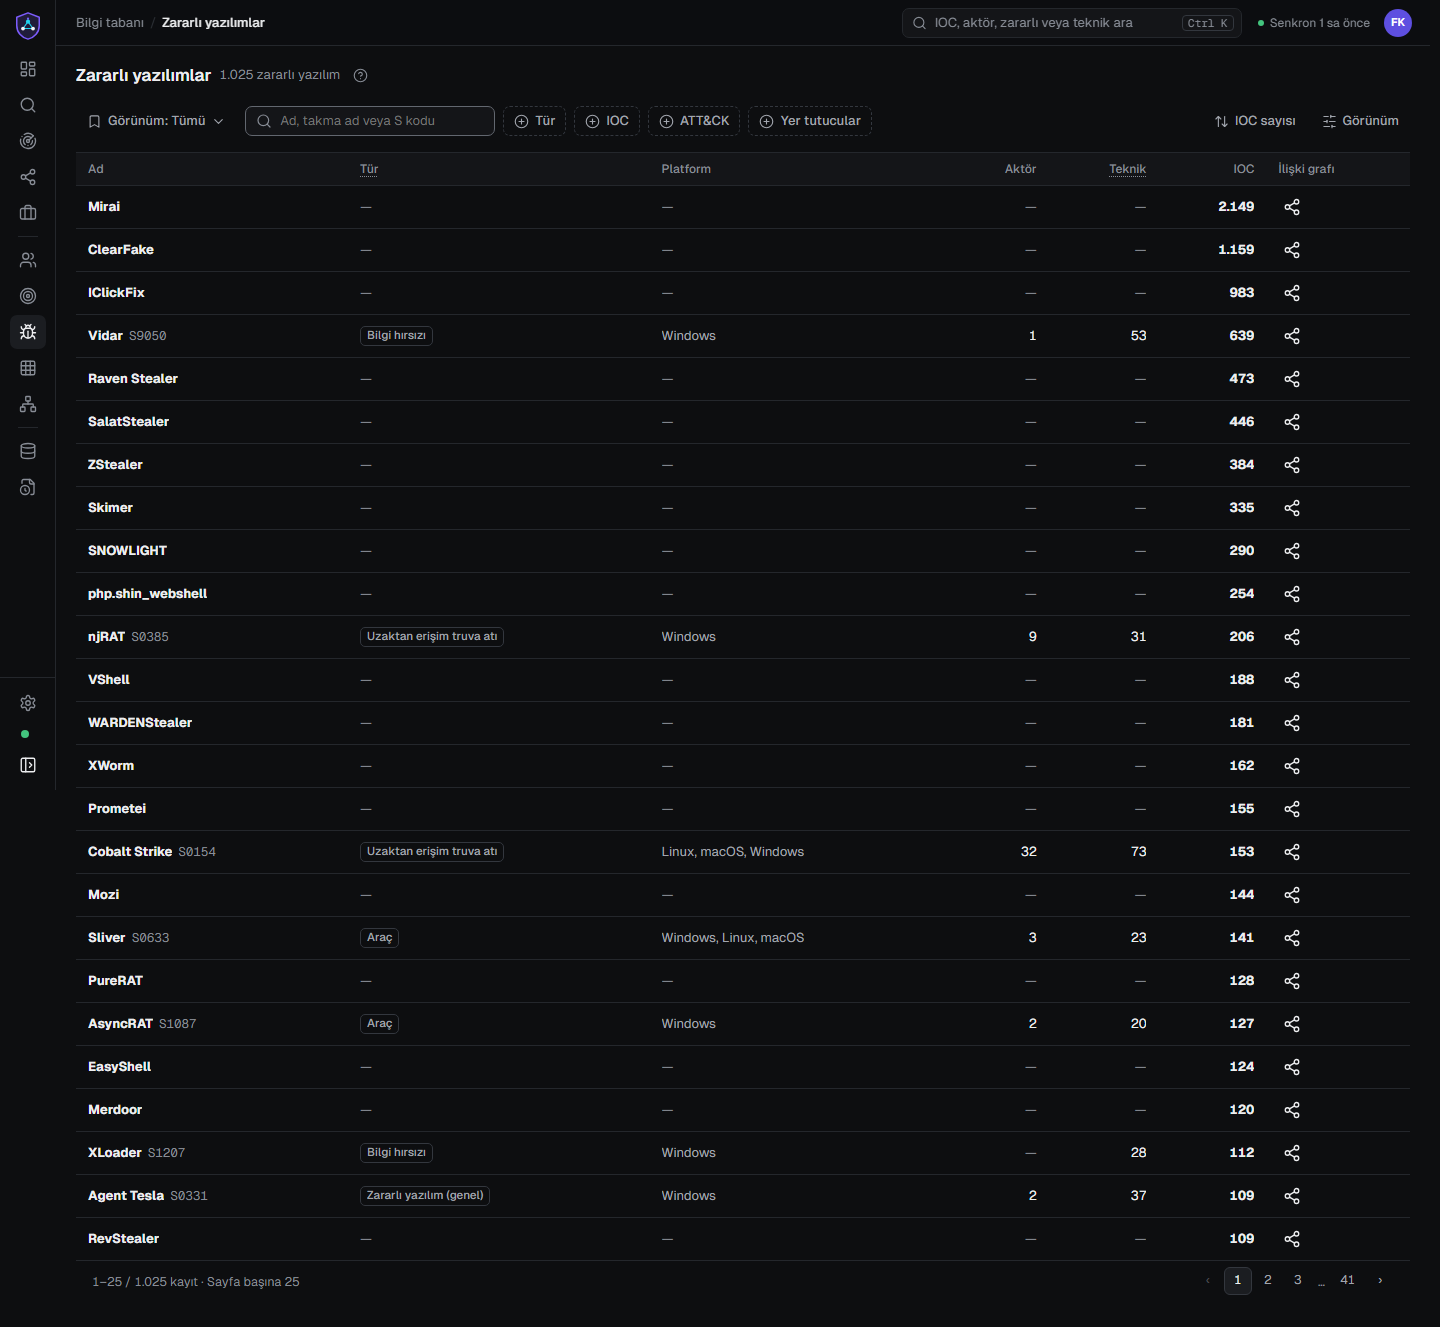 Bilgi tabanı / Zararlı yazılımlar
IOC, aktör, zararlı veya teknik ara Ctrl K
Senkron 1 sa önce
FK
Zararlı yazılımlar 1.025 zararlı yazılım
Görünüm: Tümü
Ad, takma ad veya S kodu
Tür
IOC
ATT&CK
Yer tutucular
IOC sayısı
Görünüm
Ad Tür Platform Aktör Teknik IOC İlişki grafı
Mirai — — — — 2.149
ClearFake — — — — 1.159
IClickFix — — — — 983
Vidar S9050 Bilgi hırsızı Windows 1 53 639
Raven Stealer — — — — 473
SalatStealer — — — — 446
ZStealer — — — — 384
Skimer — — — — 335
SNOWLIGHT — — — — 290
php.shin_webshell — — — — 254
njRAT S0385 Uzaktan erişim truva atı Windows 9 31 206
VShell — — — — 188
WARDENStealer — — — — 181
XWorm — — — — 162
Prometei — — — — 155
Cobalt Strike S0154 Uzaktan erişim truva atı Linux, macOS, Windows 32 73 153
Mozi — — — — 144
Sliver S0633 Araç Windows, Linux, macOS 3 23 141
PureRAT — — — — 128
AsyncRAT S1087 Araç Windows 2 20 127
EasyShell — — — — 124
Merdoor — — — — 120
XLoader S1207 Bilgi hırsızı Windows — 28 112
Agent Tesla S0331 Zararlı yazılım (genel) Windows 2 37 109
RevStealer — — — — 109
1–25 / 1.025 kayıt · Sayfa başına 25
‹ 1 2 3 … 41 ›